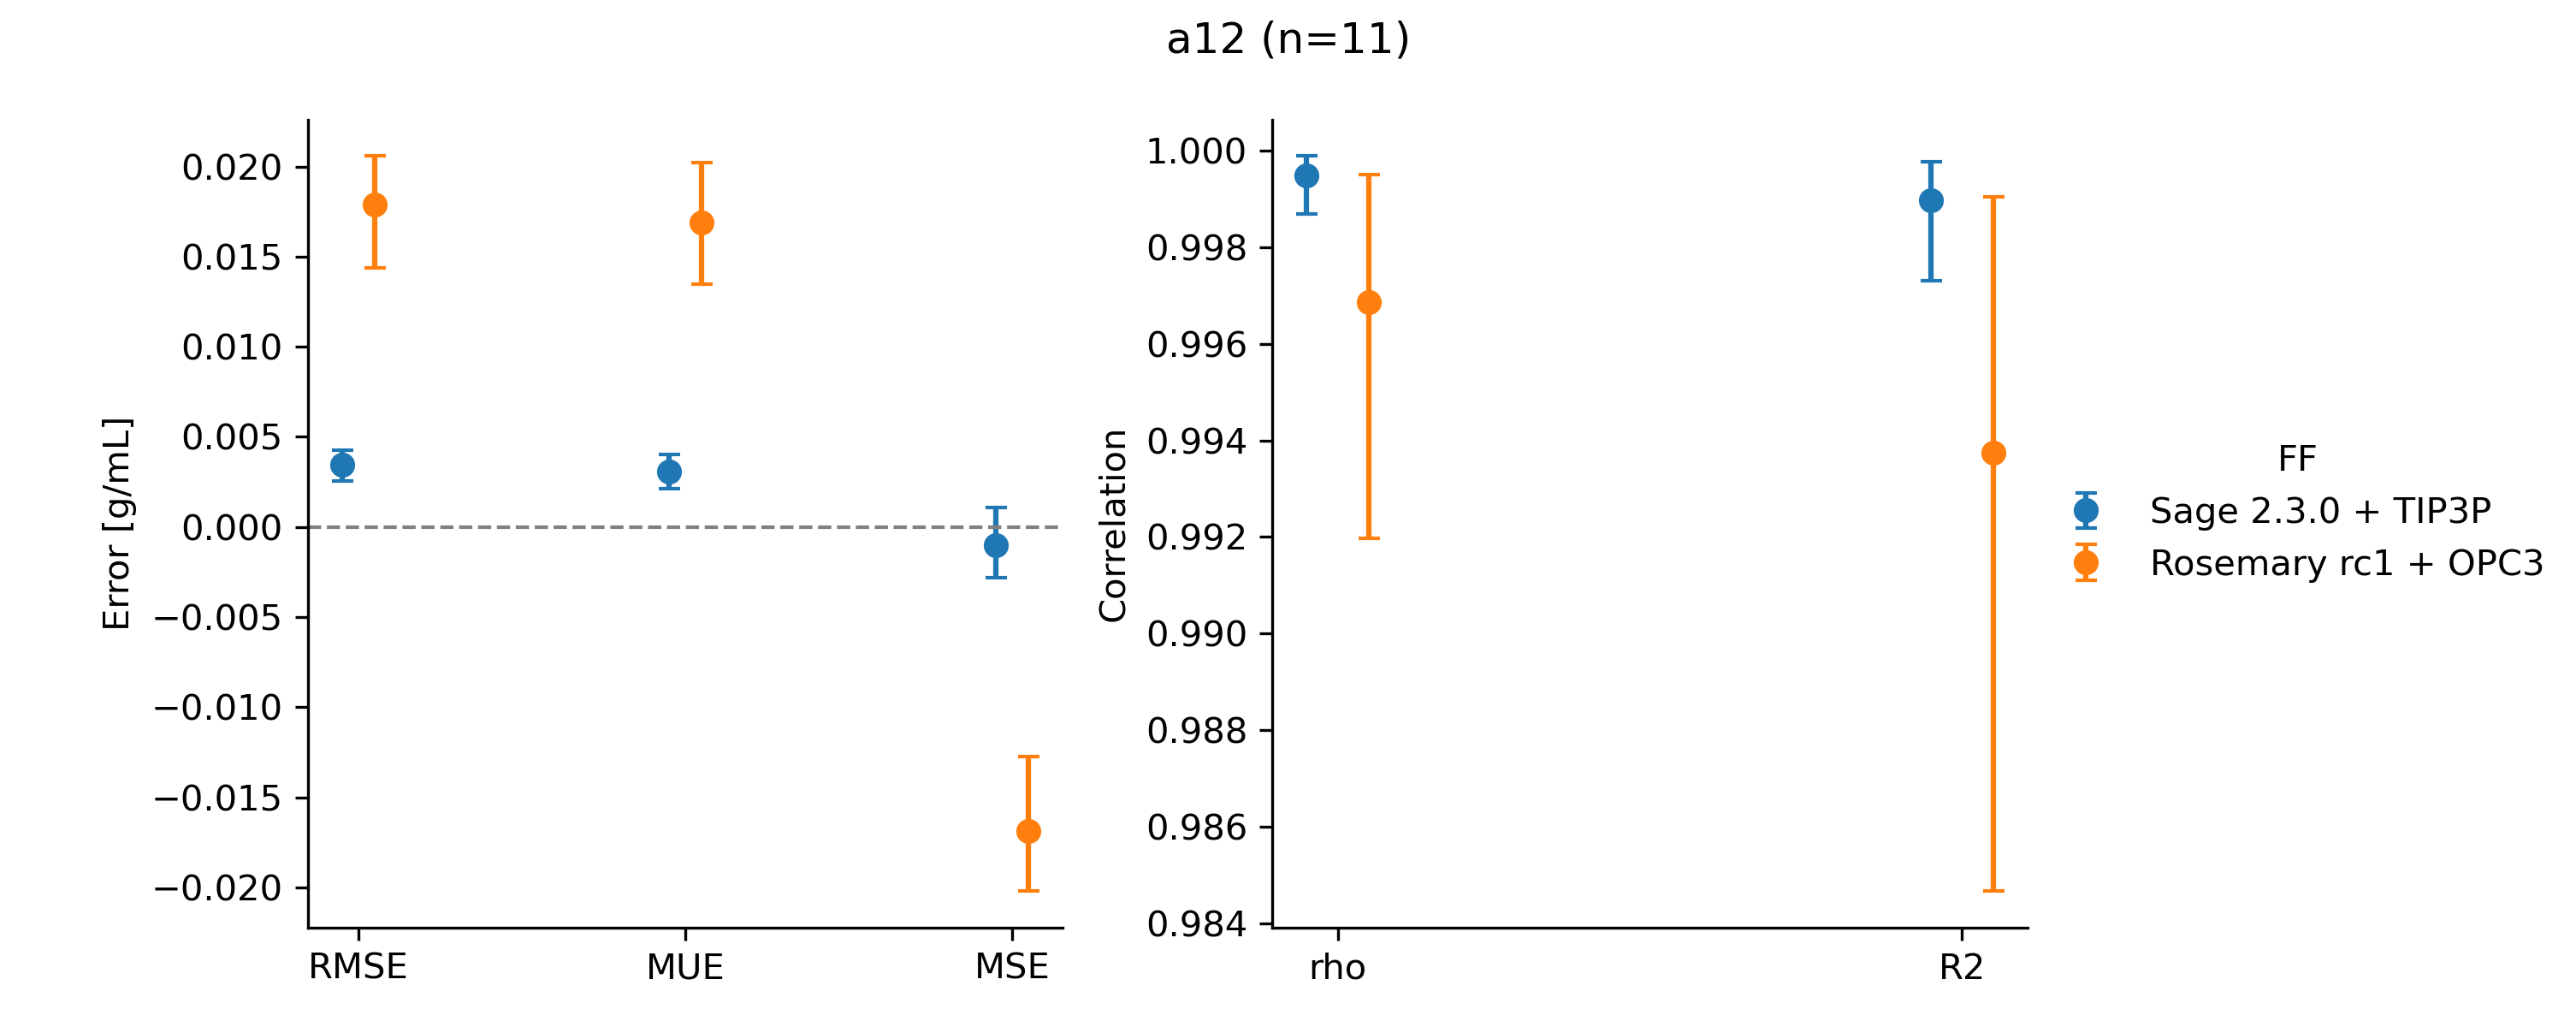 a12 (n=11)
Error [g/mL]
0.020
0.015
0.010
0.005
0.000
−0.005
−0.010
−0.015
−0.020
RMSE
MUE
MSE
Correlation
1.000
0.998
0.996
0.994
0.992
0.990
0.988
0.986
0.984
rho
R2
FF
Sage 2.3.0 + TIP3P
Rosemary rc1 + OPC3